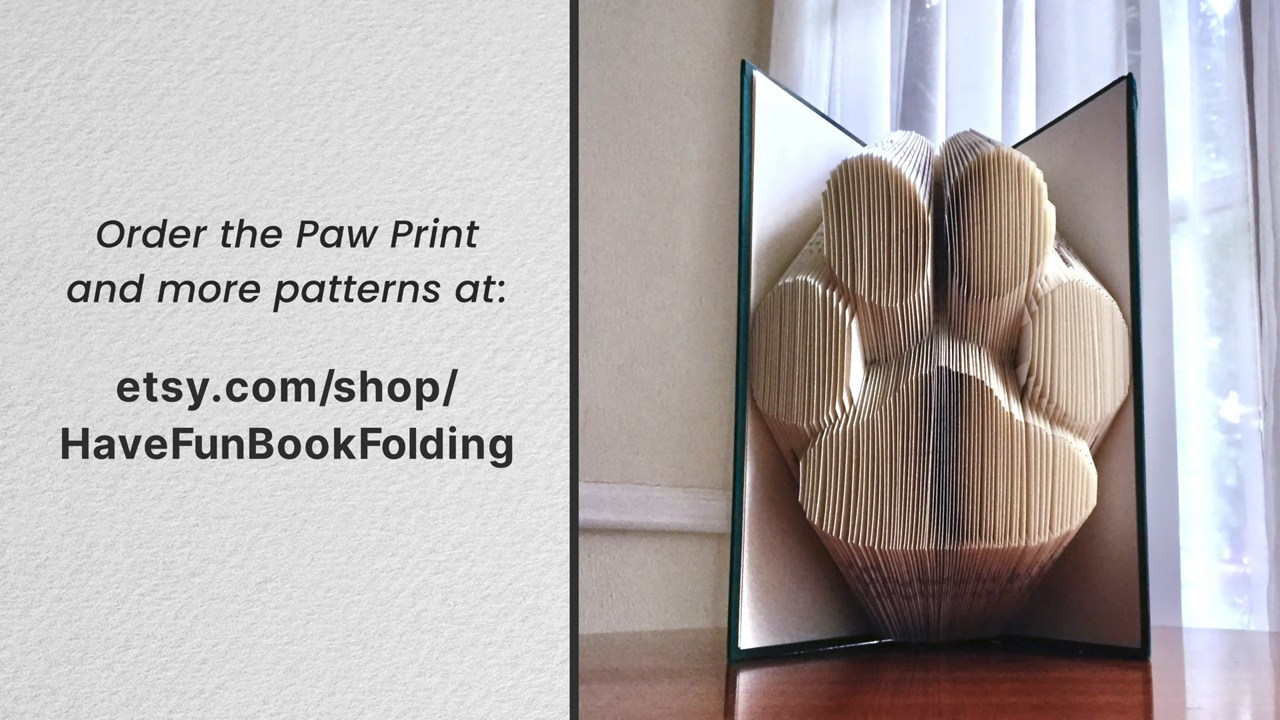 Order the Paw Print
and more patterns at:
etsy.com/shop/
HaveFunBookFolding